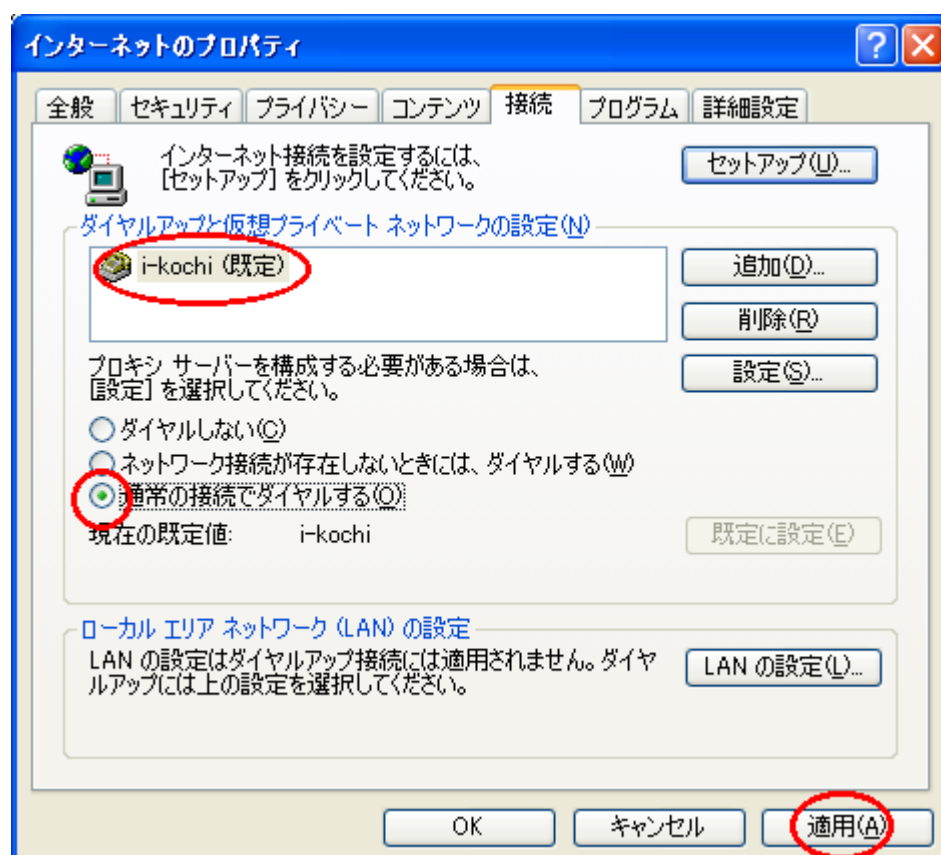 インターネットのプロパティ
全般 セキュリティ プライバシー コンテンツ 接続 プログラム 詳細設定
インターネット接続を設定するには、
[セットアップ] をクリックしてください。
セットアップ(U)...
ダイヤルアップと仮想プライベート ネットワークの設定(N)
i-kochi (既定)
追加(D)...
削除(R)
プロキシ サーバーを構成する必要がある場合は、
[設定] を選択してください。
設定(S)...
ダイヤルしない(C)
ネットワーク接続が存在しないときには、ダイヤルする(W)
通常の接続でダイヤルする(O)
現在の既定値: i-kochi
既定に設定(E)
ローカル エリア ネットワーク (LAN) の設定
LAN の設定はダイヤルアップ接続には適用されません。ダイヤ
ルアップには上の設定を選択してください。
LAN の設定(L)...
OK キャンセル 適用(A)